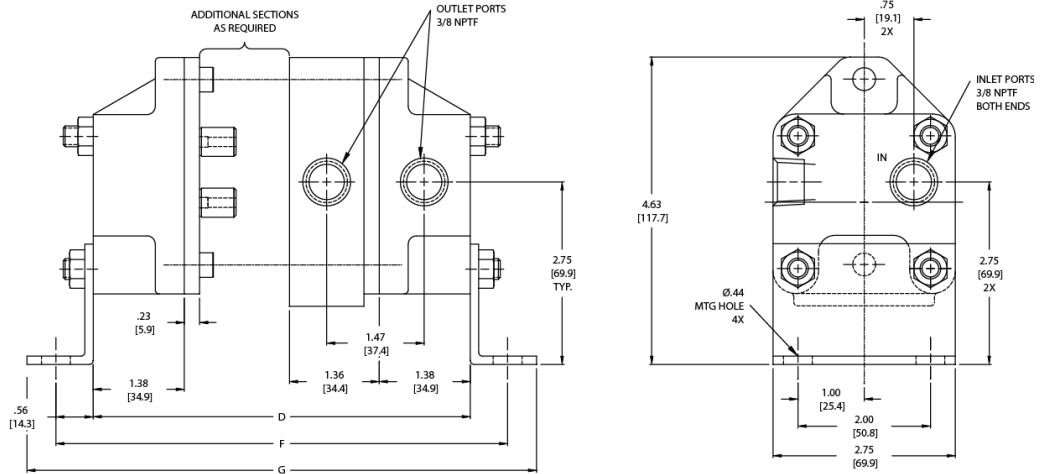 ADDITIONAL SECTIONS
AS REQUIRED
OUTLET PORTS
3/8 NPTF
.75
[19.1]
2X
INLET PORTS
3/8 NPTF
BOTH ENDS
IN
4.63
[117.7]
2.75
[69.9]
TYP.
2.75
[69.9]
2X
Ø.44
MTG HOLE
4X
.23
[5.9]
1.47
[37.4]
1.38
[34.9]
1.36
[34.4]
1.38
[34.9]
.56
[14.3]
D
F
G
1.00
[25.4]
2.00
[50.8]
2.75
[69.9]